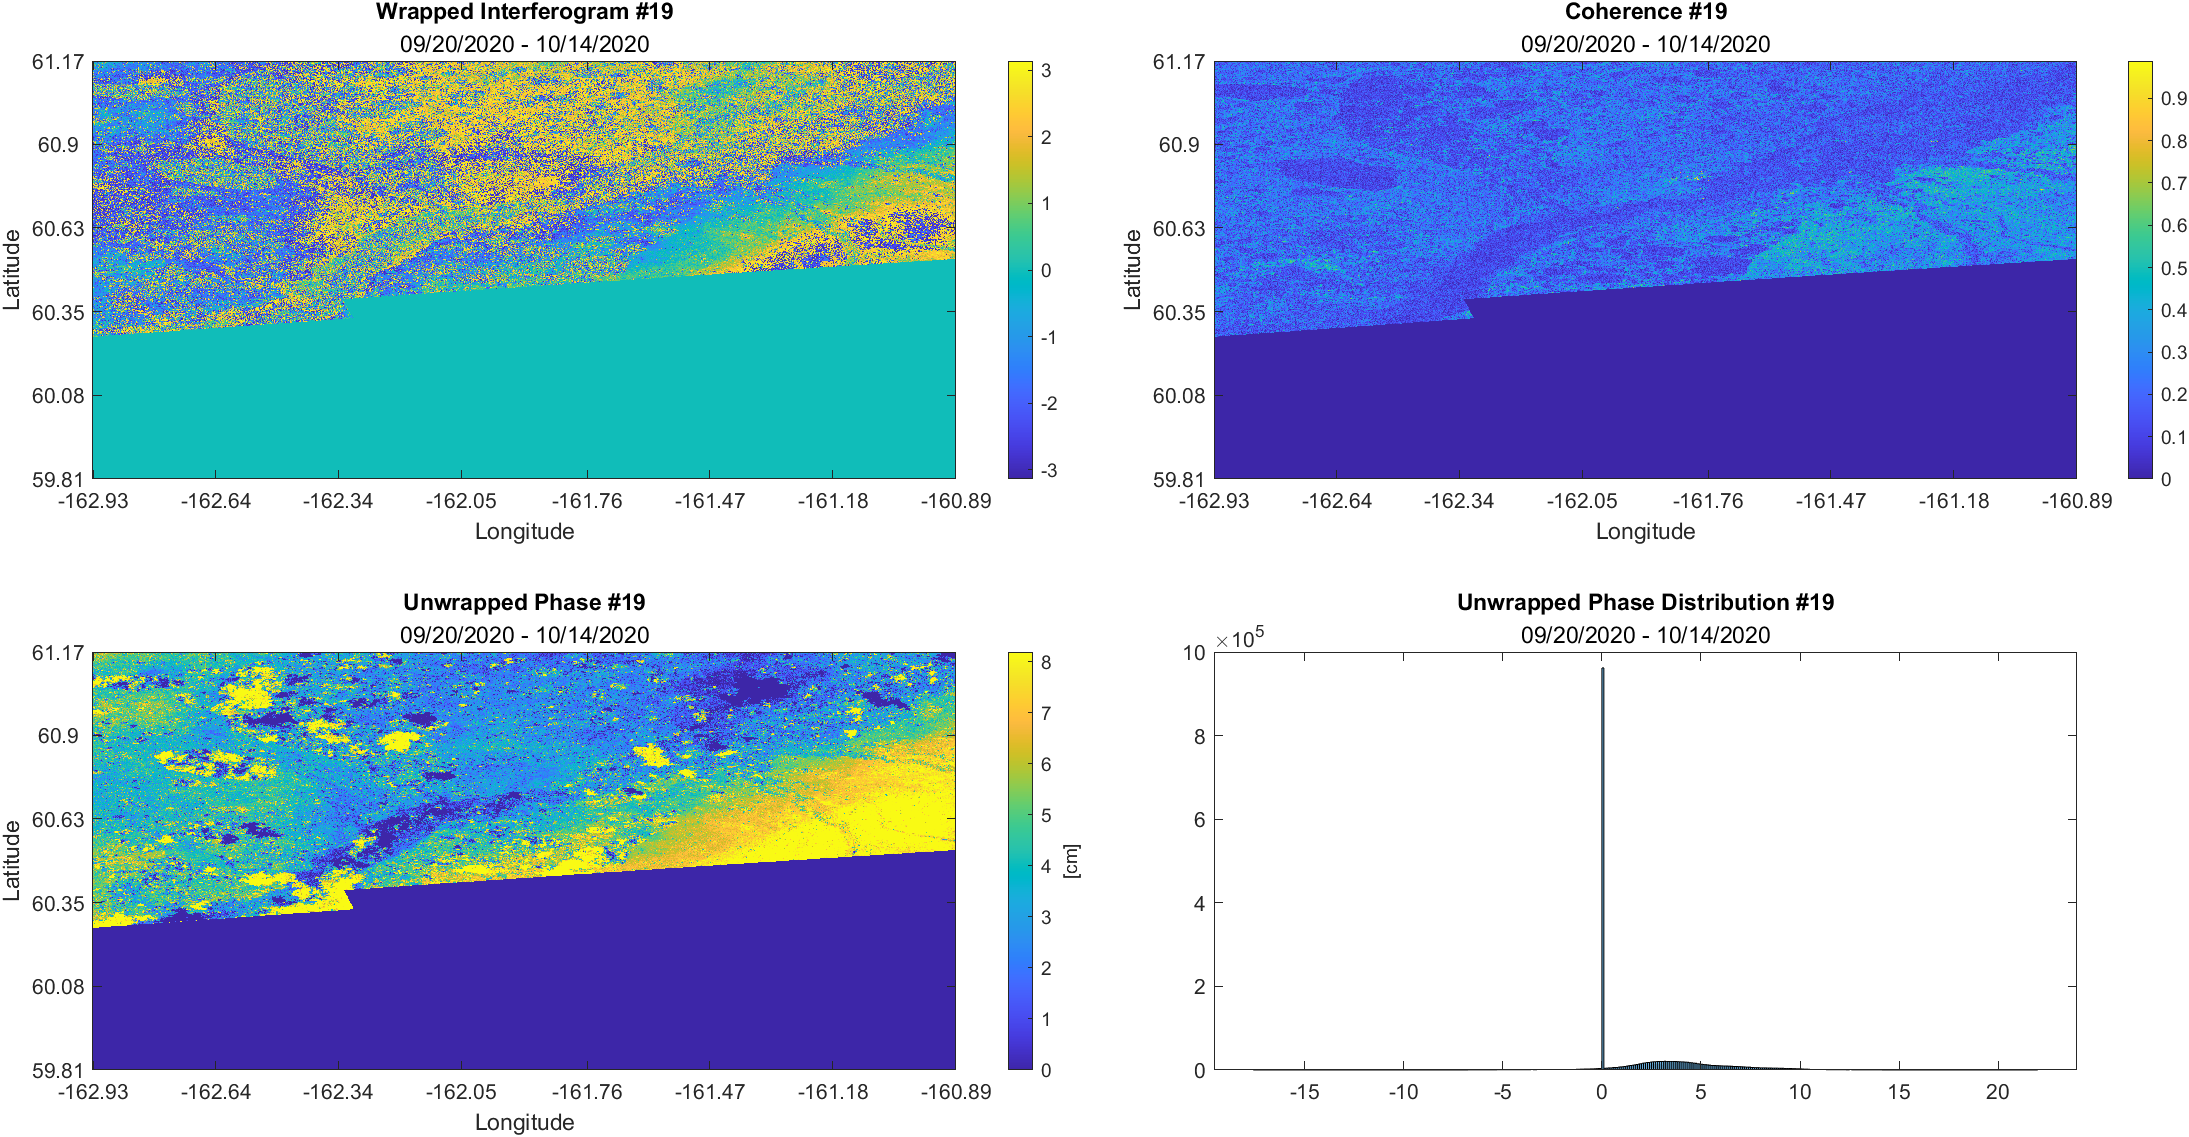 Wrapped Interferogram #19
09/20/2020 - 10/14/2020
61.17
60.9
60.63
60.35
60.08
59.81
Latitude
-162.93 -162.64 -162.34 -162.05 -161.76 -161.47 -161.18 -160.89
Longitude
3
2
1
0
-1
-2
-3
Coherence #19
09/20/2020 - 10/14/2020
61.17
60.9
60.63
60.35
60.08
59.81
Latitude
-162.93 -162.64 -162.34 -162.05 -161.76 -161.47 -161.18 -160.89
Longitude
0.9
0.8
0.7
0.6
0.5
0.4
0.3
0.2
0.1
0
Unwrapped Phase #19
09/20/2020 - 10/14/2020
61.17
60.9
60.63
60.35
60.08
59.81
Latitude
-162.93 -162.64 -162.34 -162.05 -161.76 -161.47 -161.18 -160.89
Longitude
8
7
6
5
4
3
2
1
0
[cm]
Unwrapped Phase Distribution #19
09/20/2020 - 10/14/2020
×10^5
10
8
6
4
2
0
-15 -10 -5 0 5 10 15 20